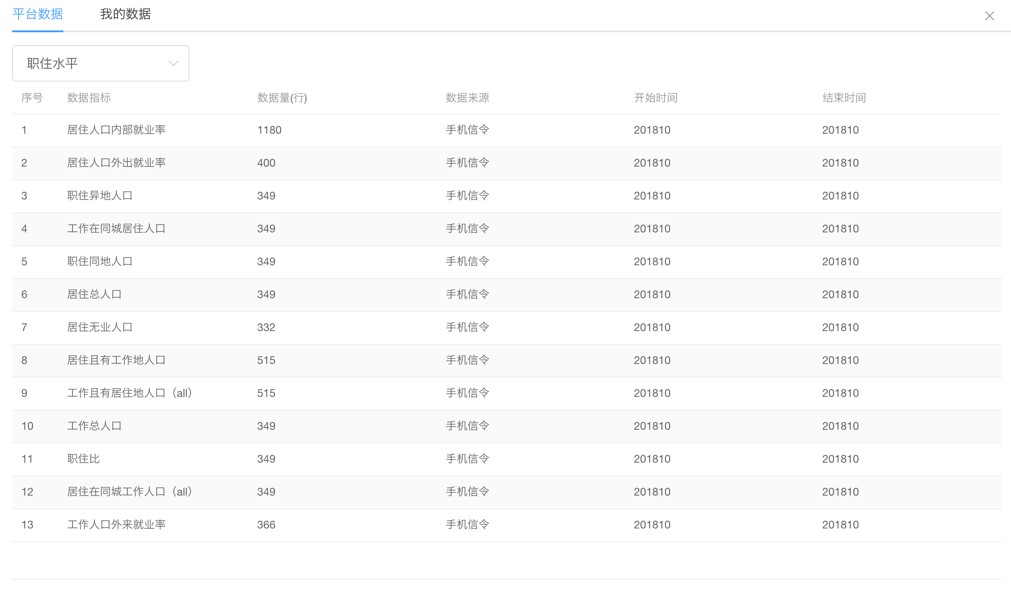 平台数据 我的数据
职住水平
序号 数据指标 数据量(行) 数据来源 开始时间 结束时间
1 居住人口内部就业率 1180 手机信令 201810 201810
2 居住人口外出就业率 400 手机信令 201810 201810
3 职住异地人口 349 手机信令 201810 201810
4 工作在同城居住人口 349 手机信令 201810 201810
5 职住同地人口 349 手机信令 201810 201810
6 居住总人口 349 手机信令 201810 201810
7 居住无业人口 332 手机信令 201810 201810
8 居住且有工作地人口 515 手机信令 201810 201810
9 工作且有居住地人口（all） 515 手机信令 201810 201810
10 工作总人口 349 手机信令 201810 201810
11 职住比 349 手机信令 201810 201810
12 居住在同城工作人口（all） 349 手机信令 201810 201810
13 工作人口外来就业率 366 手机信令 201810 201810